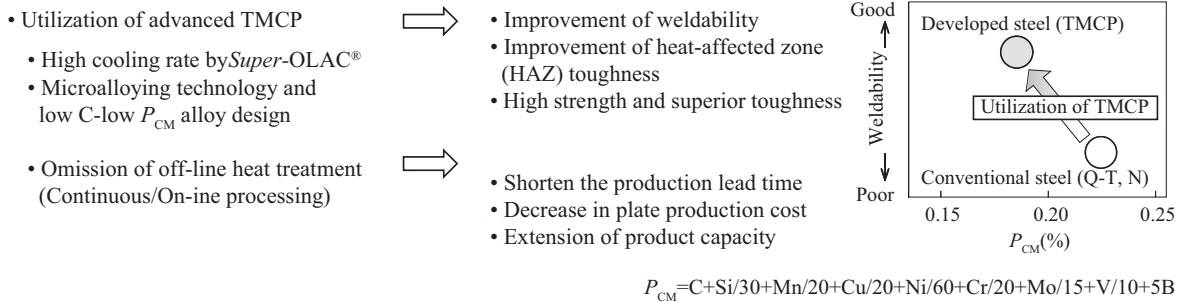 • Utilization of advanced TMCP
• High cooling rate bySuper-OLAC®
• Microalloying technology and
low C-low PCM alloy design
• Omission of off-line heat treatment
(Continuous/On-ine processing)
• Improvement of weldability
• Improvement of heat-affected zone
(HAZ) toughness
• High strength and superior toughness
• Shorten the production lead time
• Decrease in plate production cost
• Extension of product capacity
Good
Weldability
Poor
Developed steel (TMCP)
Utilization of TMCP
Conventional steel (Q-T, N)
0.15 0.20 0.25
PCM(%)
PCM=C+Si/30+Mn/20+Cu/20+Ni/60+Cr/20+Mo/15+V/10+5B